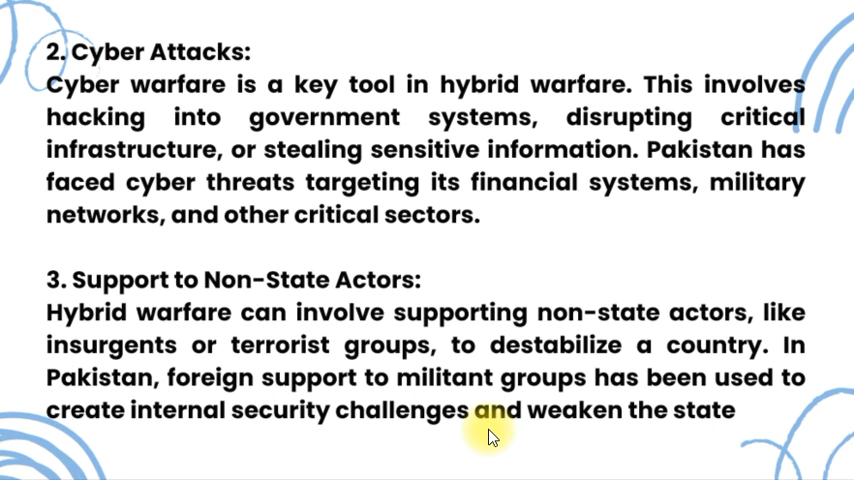 2. Cyber Attacks:
Cyber warfare is a key tool in hybrid warfare. This involves
hacking into government systems, disrupting critical
infrastructure, or stealing sensitive information. Pakistan has
faced cyber threats targeting its financial systems, military
networks, and other critical sectors.
3. Support to Non-State Actors:
Hybrid warfare can involve supporting non-state actors, like
insurgents or terrorist groups, to destabilize a country. In
Pakistan, foreign support to militant groups has been used to
create internal security challenges and weaken the state